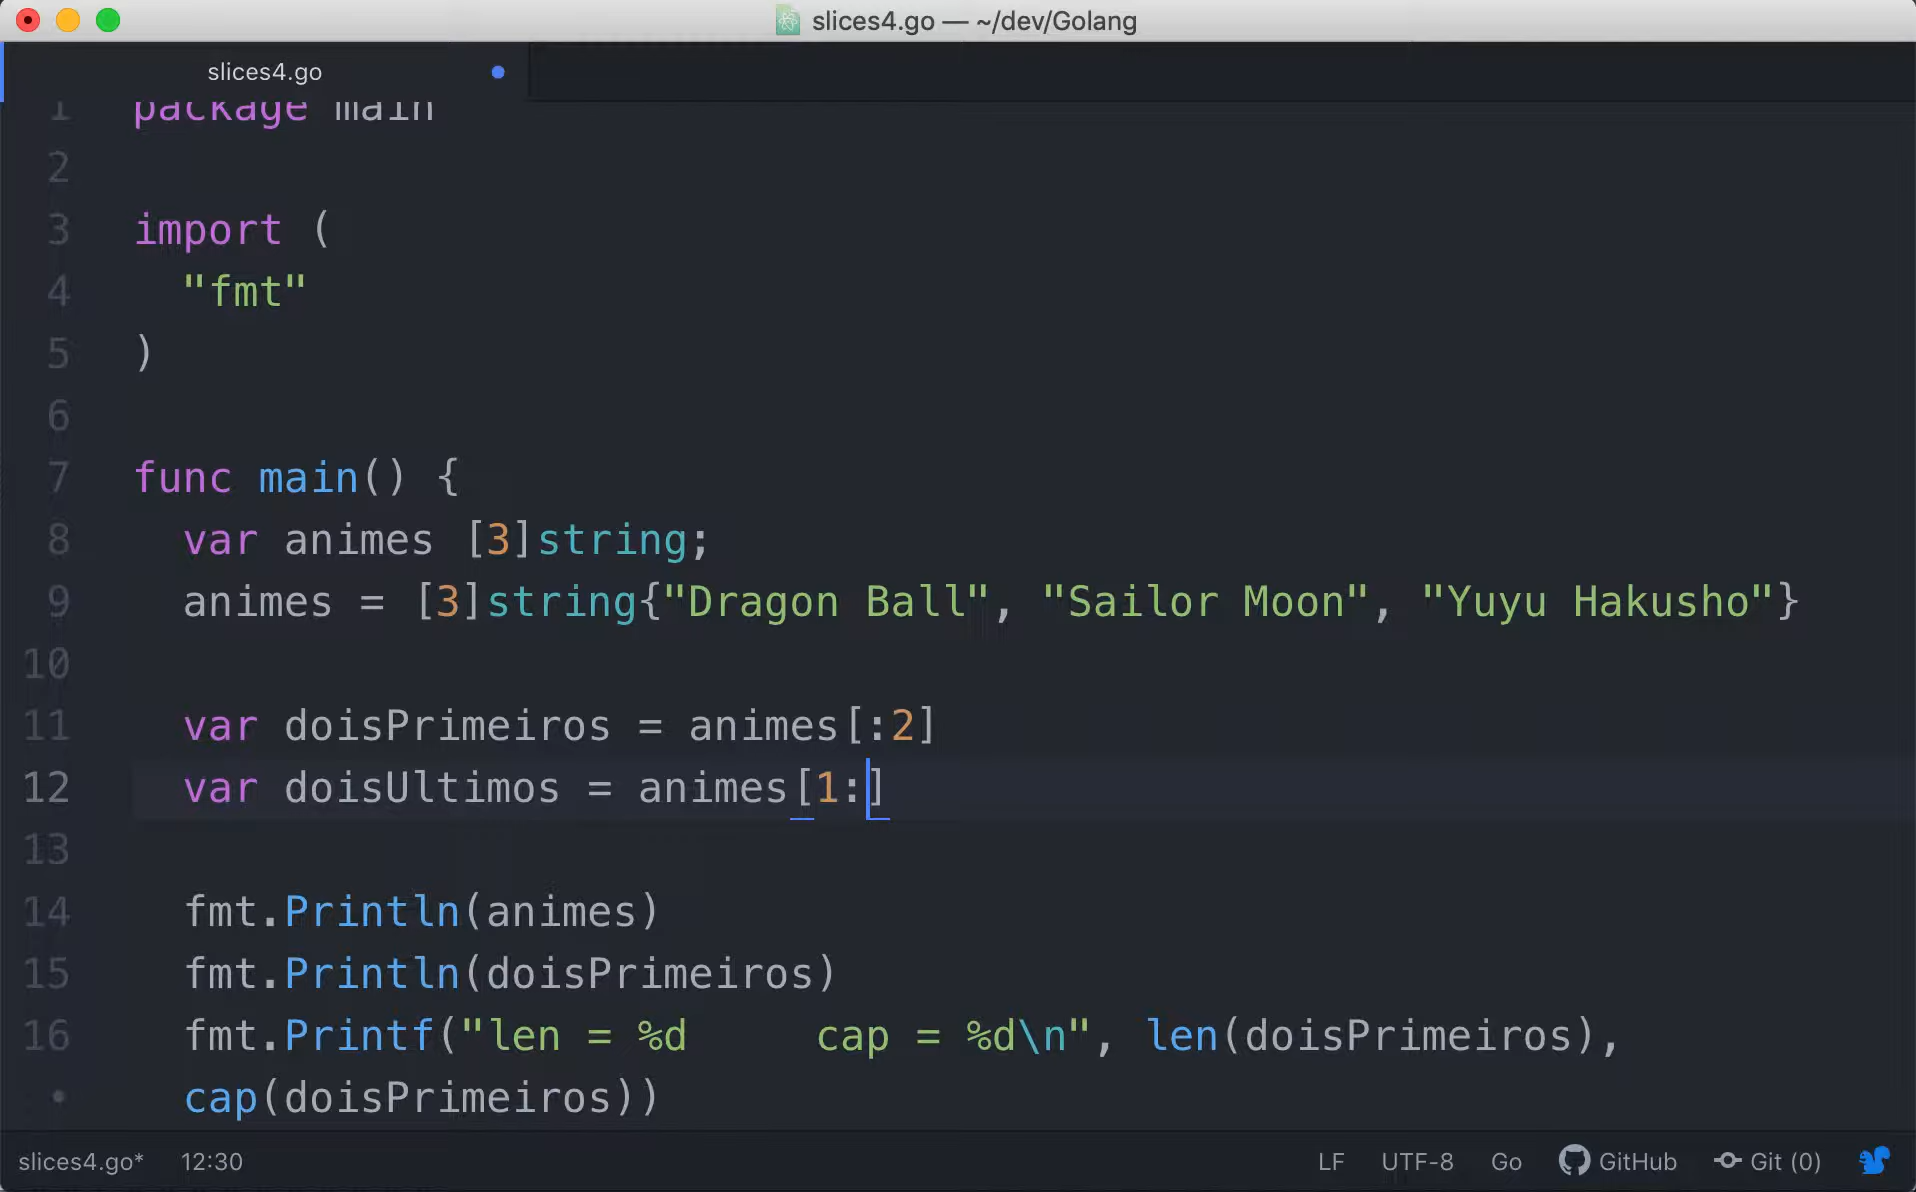 slices4.go — ~/dev/Golang
slices4.go
1 package main
2
3 import (
4 "fmt"
5 )
6
7 func main() {
8 var animes [3]string;
9 animes = [3]string{"Dragon Ball", "Sailor Moon", "Yuyu Hakusho"}
10
11 var doisPrimeiros = animes[:2]
12 var doisUltimos = animes[1:]
13
14 fmt.Println(animes)
15 fmt.Println(doisPrimeiros)
16 fmt.Printf("len = %d     cap = %d\n", len(doisPrimeiros),
• cap(doisPrimeiros))
slices4.go* 12:30 LF UTF-8 Go GitHub Git (0)